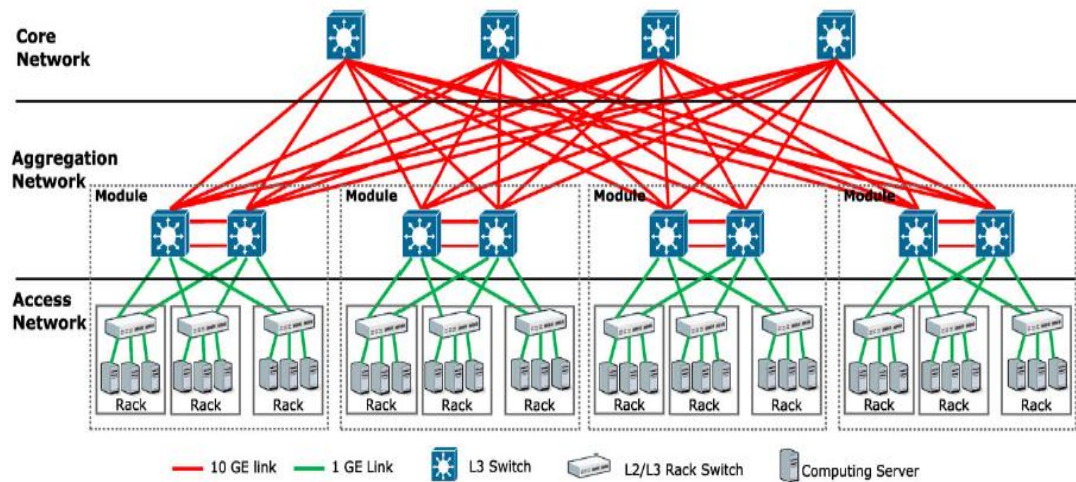 Core
Network
Aggregation
Network
Module
Module
Module
Module
Access
Network
Rack
Rack
Rack
Rack
Rack
Rack
Rack
Rack
Rack
Rack
Rack
Rack
10 GE link
1 GE Link
L3 Switch
L2/L3 Rack Switch
Computing Server